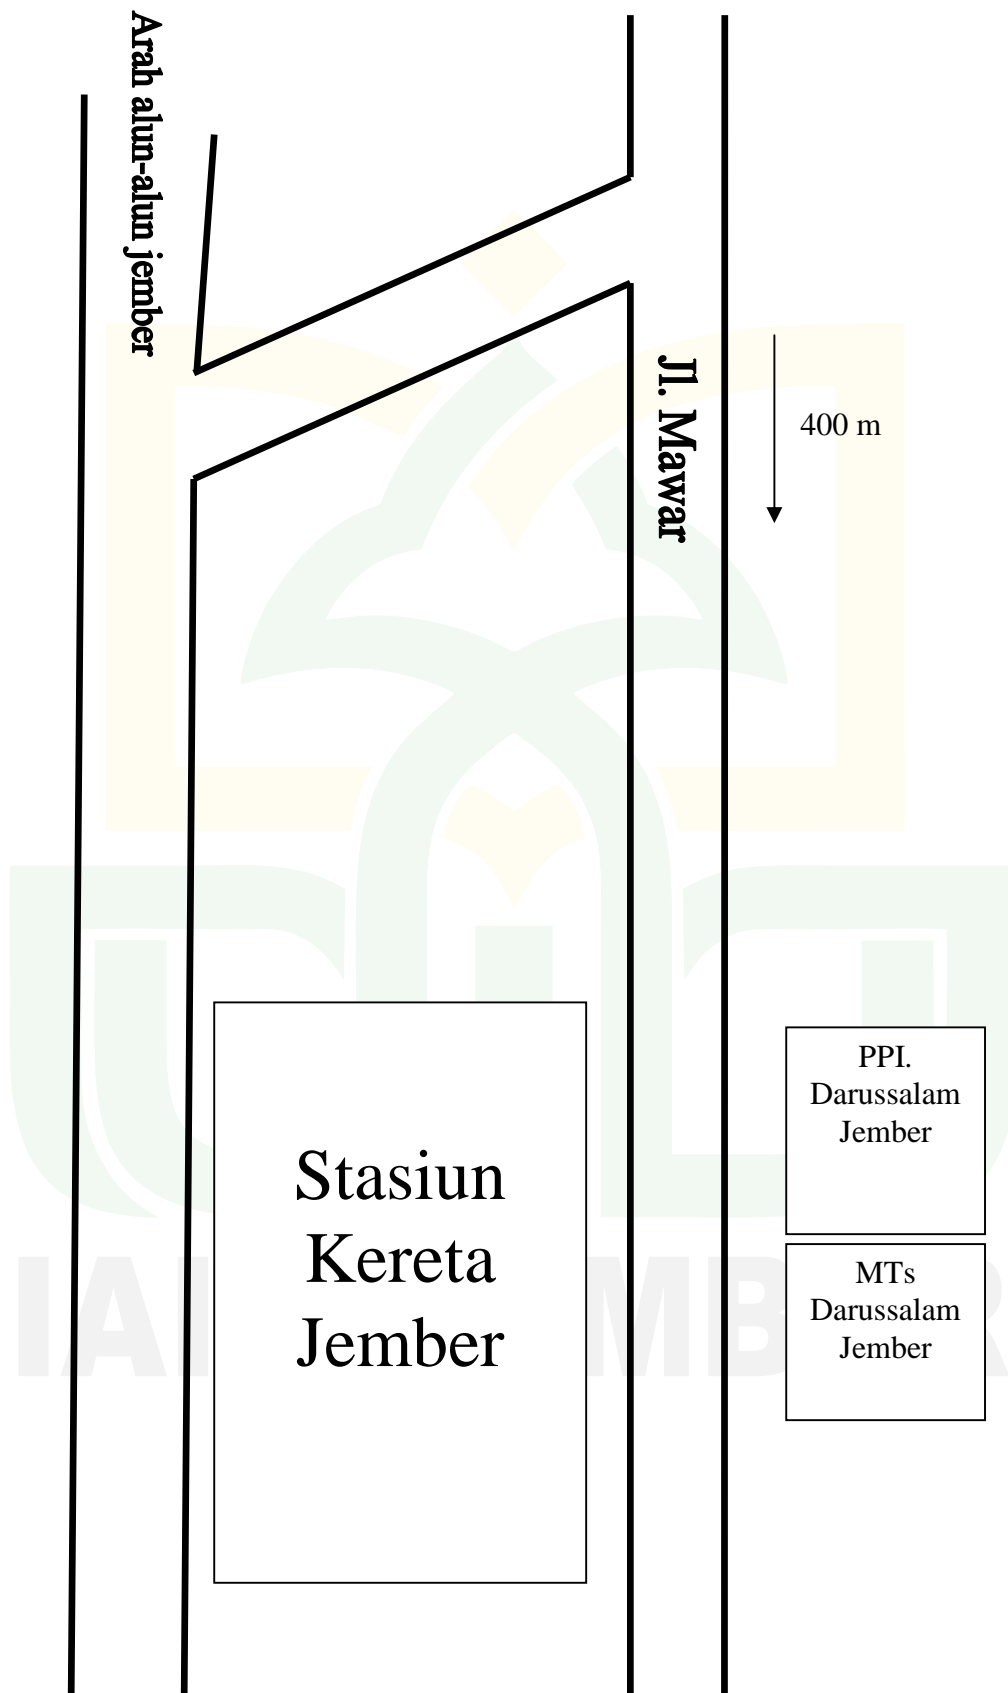 Arah alun-alun jember
Jl. Mawar
400 m
Stasiun
Kereta
Jember
PPI.
Darussalam
Jember
MTs
Darussalam
Jember